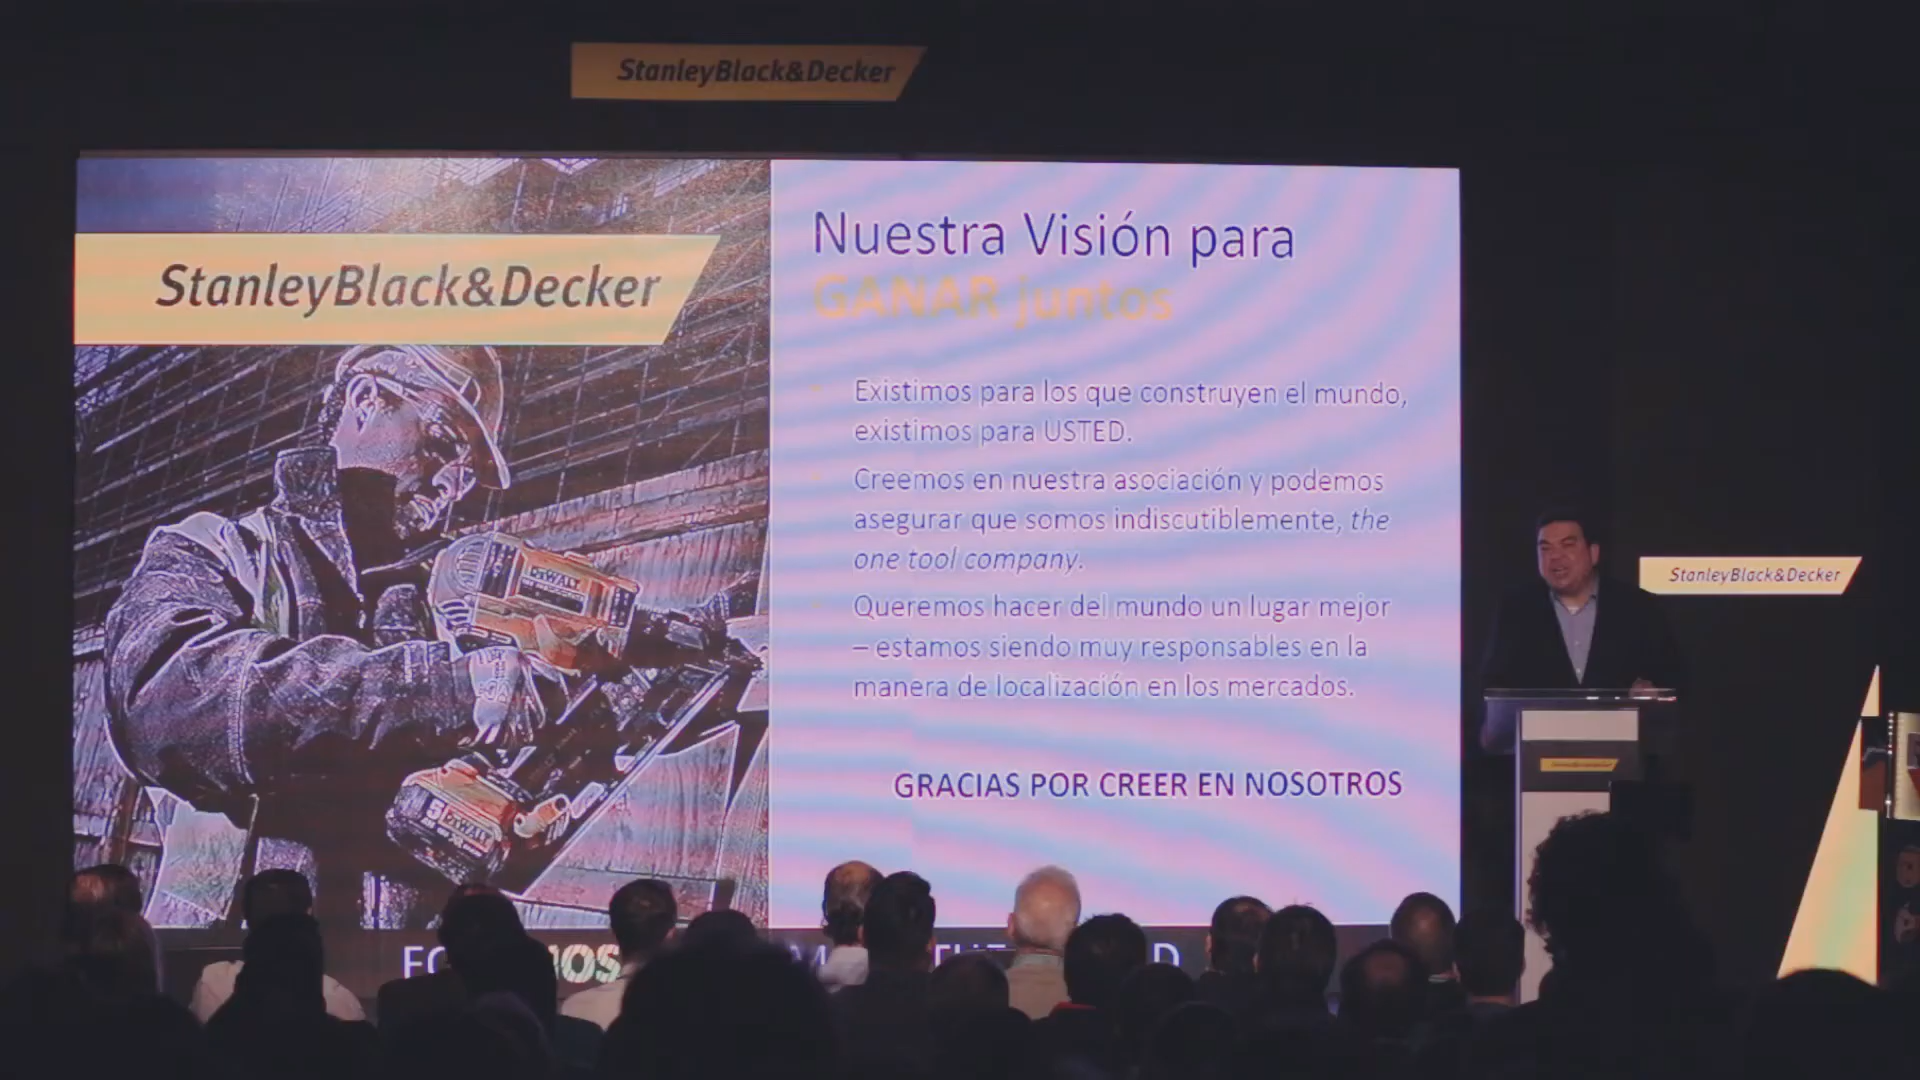 StanleyBlack&Decker
StanleyBlack&Decker
Nuestra Visión para
GANAR juntos
Existimos para los que construyen el mundo,
existimos para USTED.
Creemos en nuestra asociación y podemos
asegurar que somos indiscutiblemente, the
one tool company.
Queremos hacer del mundo un lugar mejor
– estamos siendo muy responsables en la
manera de localización en los mercados.
GRACIAS POR CREER EN NOSOTROS
DEWALT
5
DEWALT
StanleyBlack&Decker